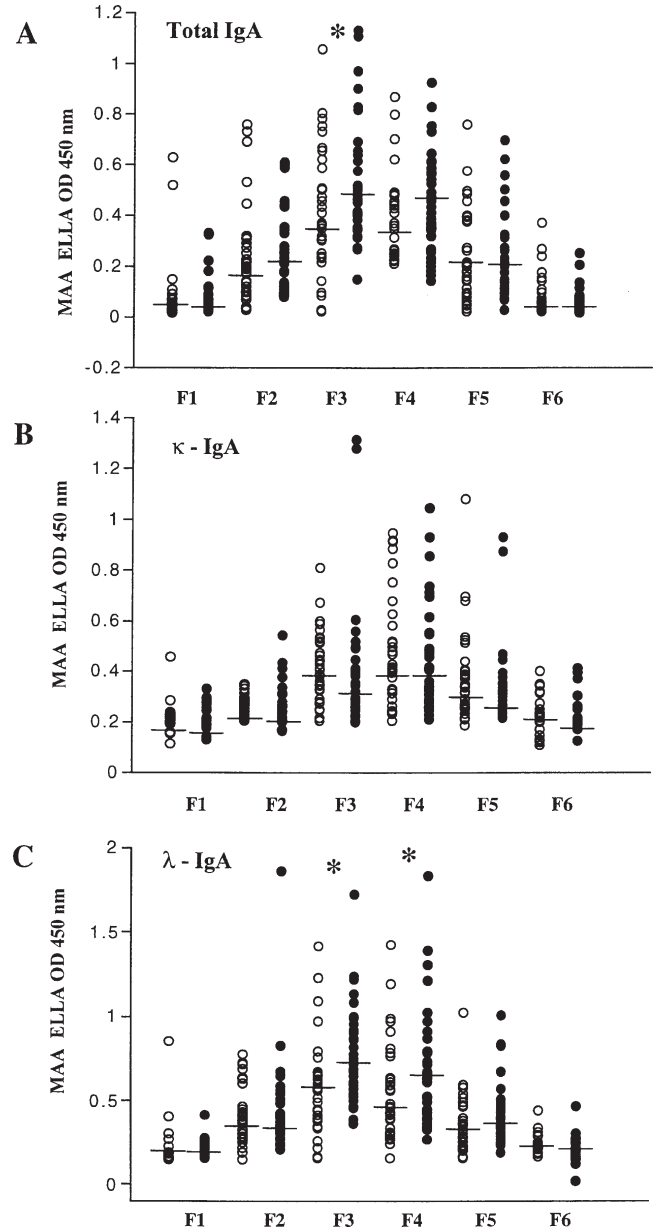 A
Total IgA
*
MAA ELLA OD 450 nm
1.2
1
0.8
0.6
0.4
0.2
0
-0.2
F1 F2 F3 F4 F5 F6
B
κ - IgA
MAA ELLA OD 450 nm
1.4
1.2
1
0.8
0.6
0.4
0.2
0
F1 F2 F3 F4 F5 F6
C
λ - IgA
* *
MAA ELLA OD 450 nm
2
1.5
1
0.5
0
F1 F2 F3 F4 F5 F6